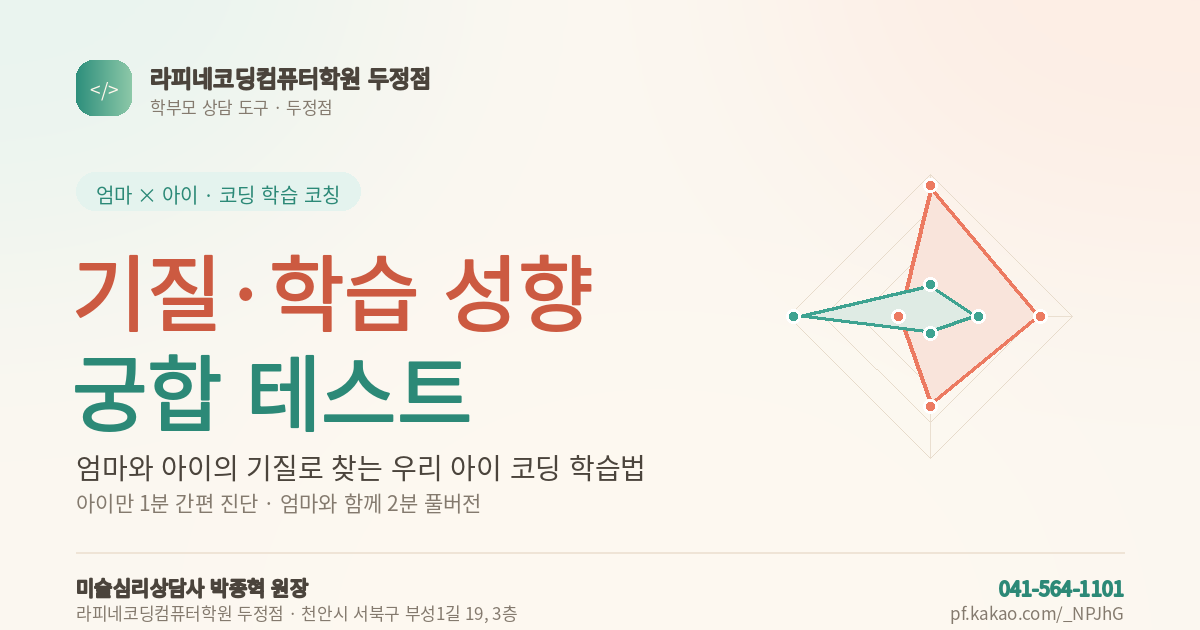 </>
라피네코딩컴퓨터학원 두정점
학부모 상담 도구 · 두정점
엄마 × 아이 · 코딩 학습 코칭
기질·학습 성향
궁합 테스트
엄마와 아이의 기질로 찾는 우리 아이 코딩 학습법
아이만 1분 간편 진단 · 엄마와 함께 2분 풀버전
미술심리상담사 박종혁 원장
라피네코딩컴퓨터학원 두정점 · 천안시 서북구 부성1길 19, 3층
041-564-1101
pf.kakao.com/_NPJhG